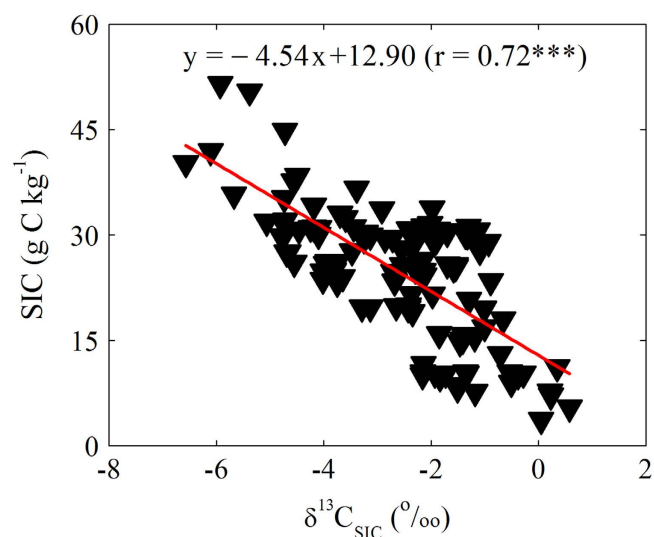 60
y = − 4.54x+12.90 (r = 0.72***)
45
SIC (g C kg⁻¹)
30
15
0
-8 -6 -4 -2 0 2
δ¹³C_SIC (º/oo)